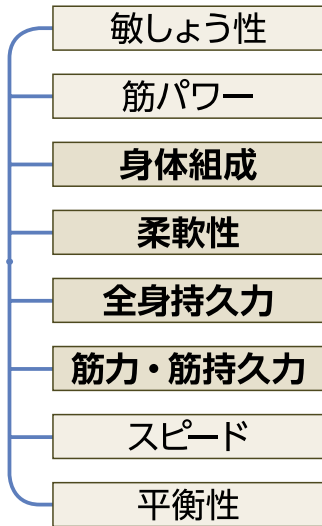 敏しょう性
筋パワー
身体組成
柔軟性
全身持久力
筋力・筋持久力
スピード
平衡性